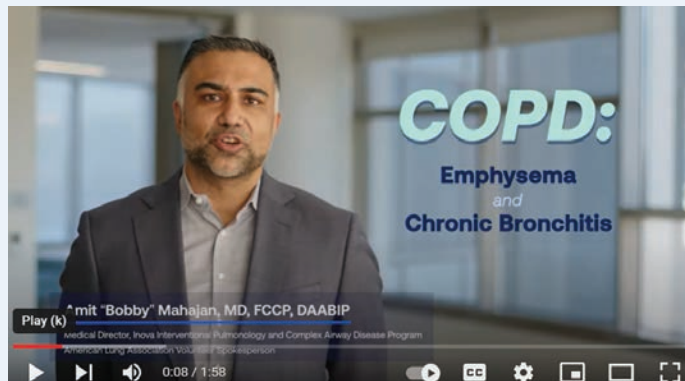 COPD:
Emphysema
and
Chronic Bronchitis
Amit "Bobby" Mahajan, MD, FCCP, DAABIP
Play (k)
Medical Director, Inova Interventional Pulmonology and Complex Airway Disease Program
American Lung Association Volunteer Spokesperson
0:08 / 1:58
CC